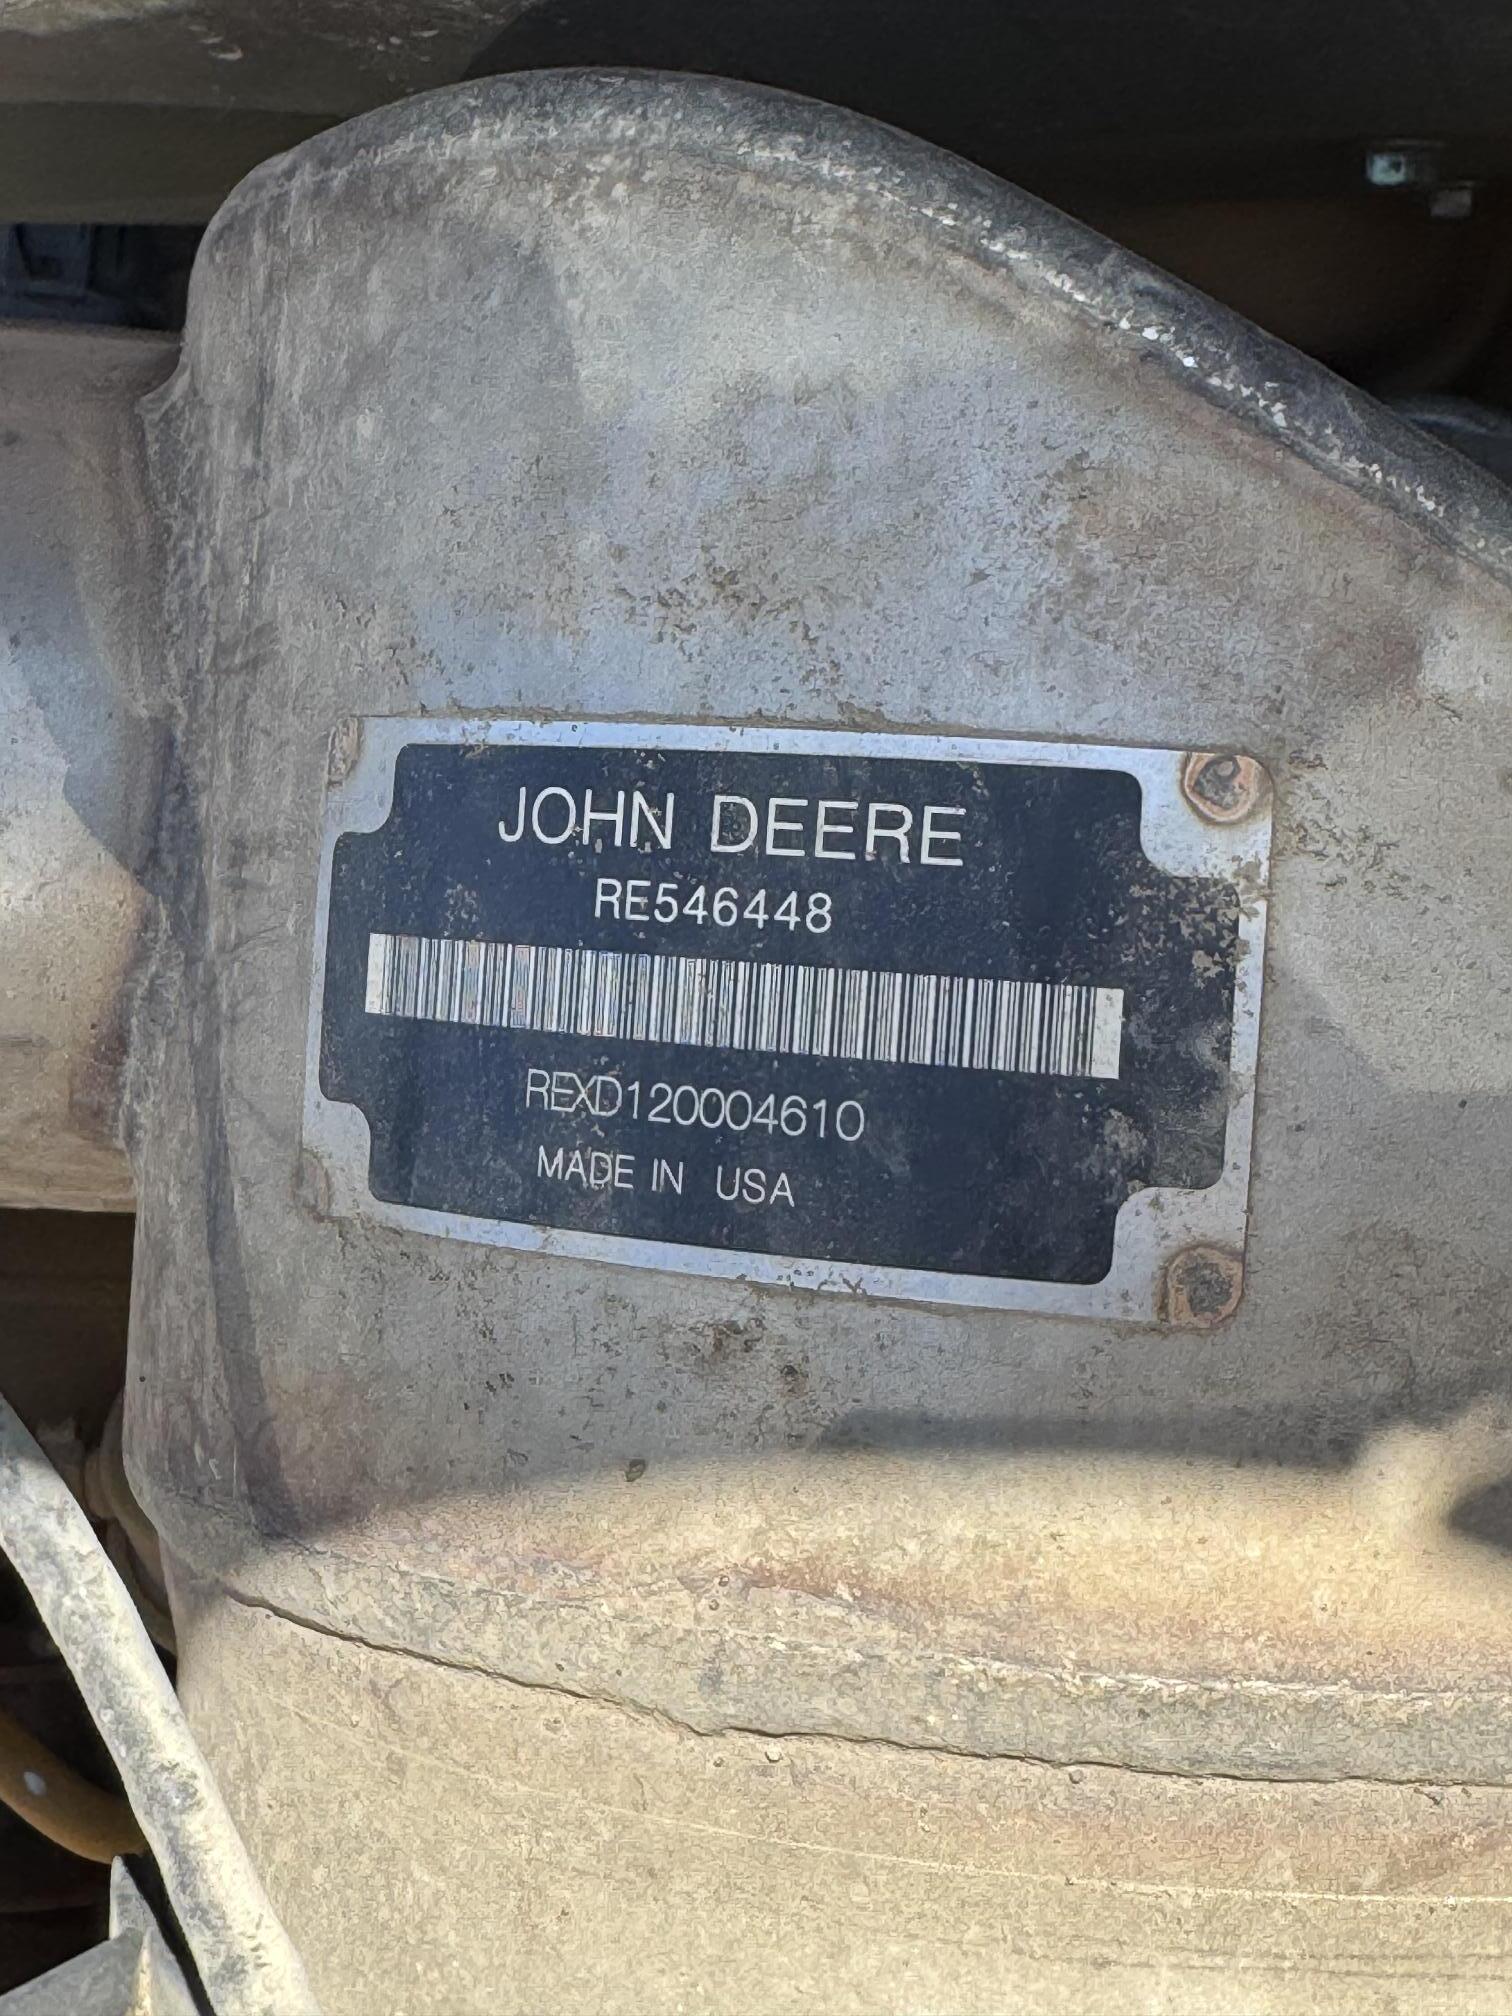 JOHN DEERE
RE546448
REXD120004610
MADE IN USA